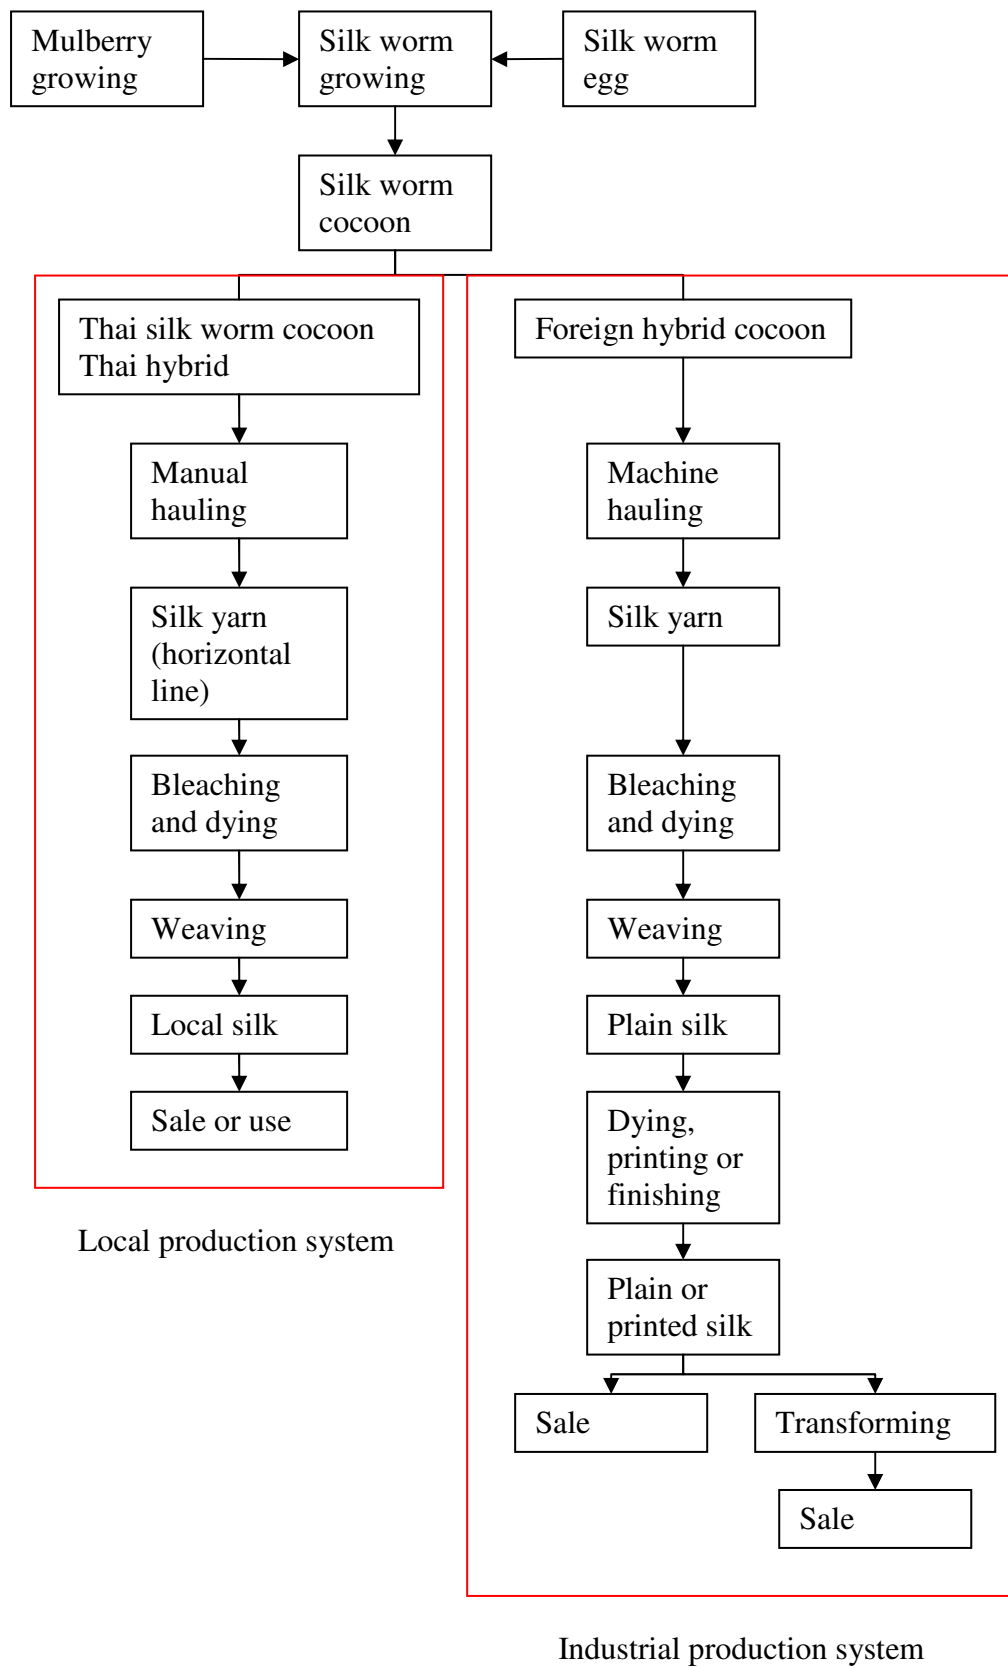 Mulberry
growing
Silk worm
growing
Silk worm
egg
Silk worm
cocoon
Thai silk worm cocoon
Thai hybrid
Manual
hauling
Silk yarn
(horizontal
line)
Bleaching
and dying
Weaving
Local silk
Sale or use
Local production system
Foreign hybrid cocoon
Machine
hauling
Silk yarn
Bleaching
and dying
Weaving
Plain silk
Dying,
printing or
finishing
Plain or
printed silk
Sale
Transforming
Sale
Industrial production system